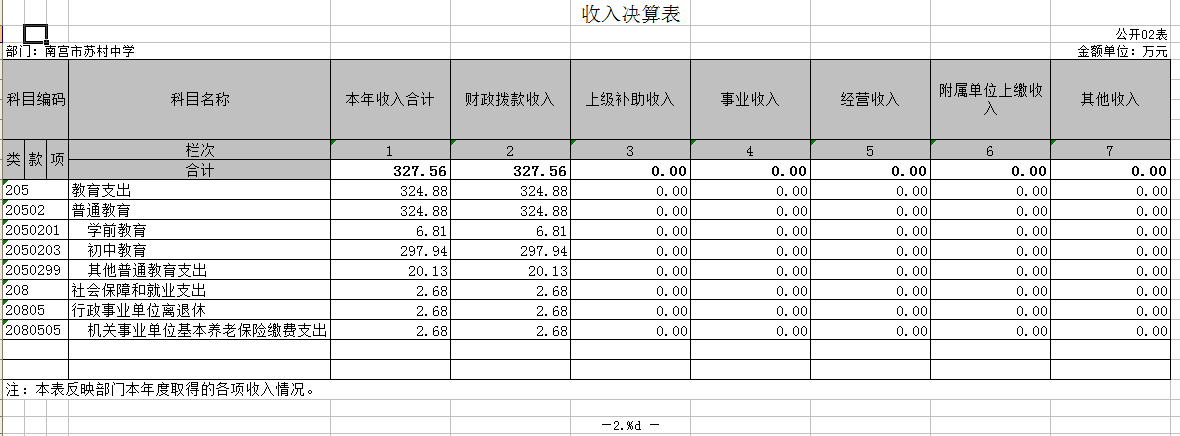 收入决算表
公开02表
部门：南宫市苏村中学 金额单位：万元
科目编码 科目名称 本年收入合计 财政拨款收入 上级补助收入 事业收入 经营收入 附属单位上缴收入 其他收入
类 款 项 栏次 1 2 3 4 5 6 7
合计 327.56 327.56 0.00 0.00 0.00 0.00 0.00
205 教育支出 324.88 324.88 0.00 0.00 0.00 0.00 0.00
20502 普通教育 324.88 324.88 0.00 0.00 0.00 0.00 0.00
2050201 学前教育 6.81 6.81 0.00 0.00 0.00 0.00 0.00
2050203 初中教育 297.94 297.94 0.00 0.00 0.00 0.00 0.00
2050299 其他普通教育支出 20.13 20.13 0.00 0.00 0.00 0.00 0.00
208 社会保障和就业支出 2.68 2.68 0.00 0.00 0.00 0.00 0.00
20805 行政事业单位离退休 2.68 2.68 0.00 0.00 0.00 0.00 0.00
2080505 机关事业单位基本养老保险缴费支出 2.68 2.68 0.00 0.00 0.00 0.00 0.00
注：本表反映部门本年度取得的各项收入情况。
－2.%d －